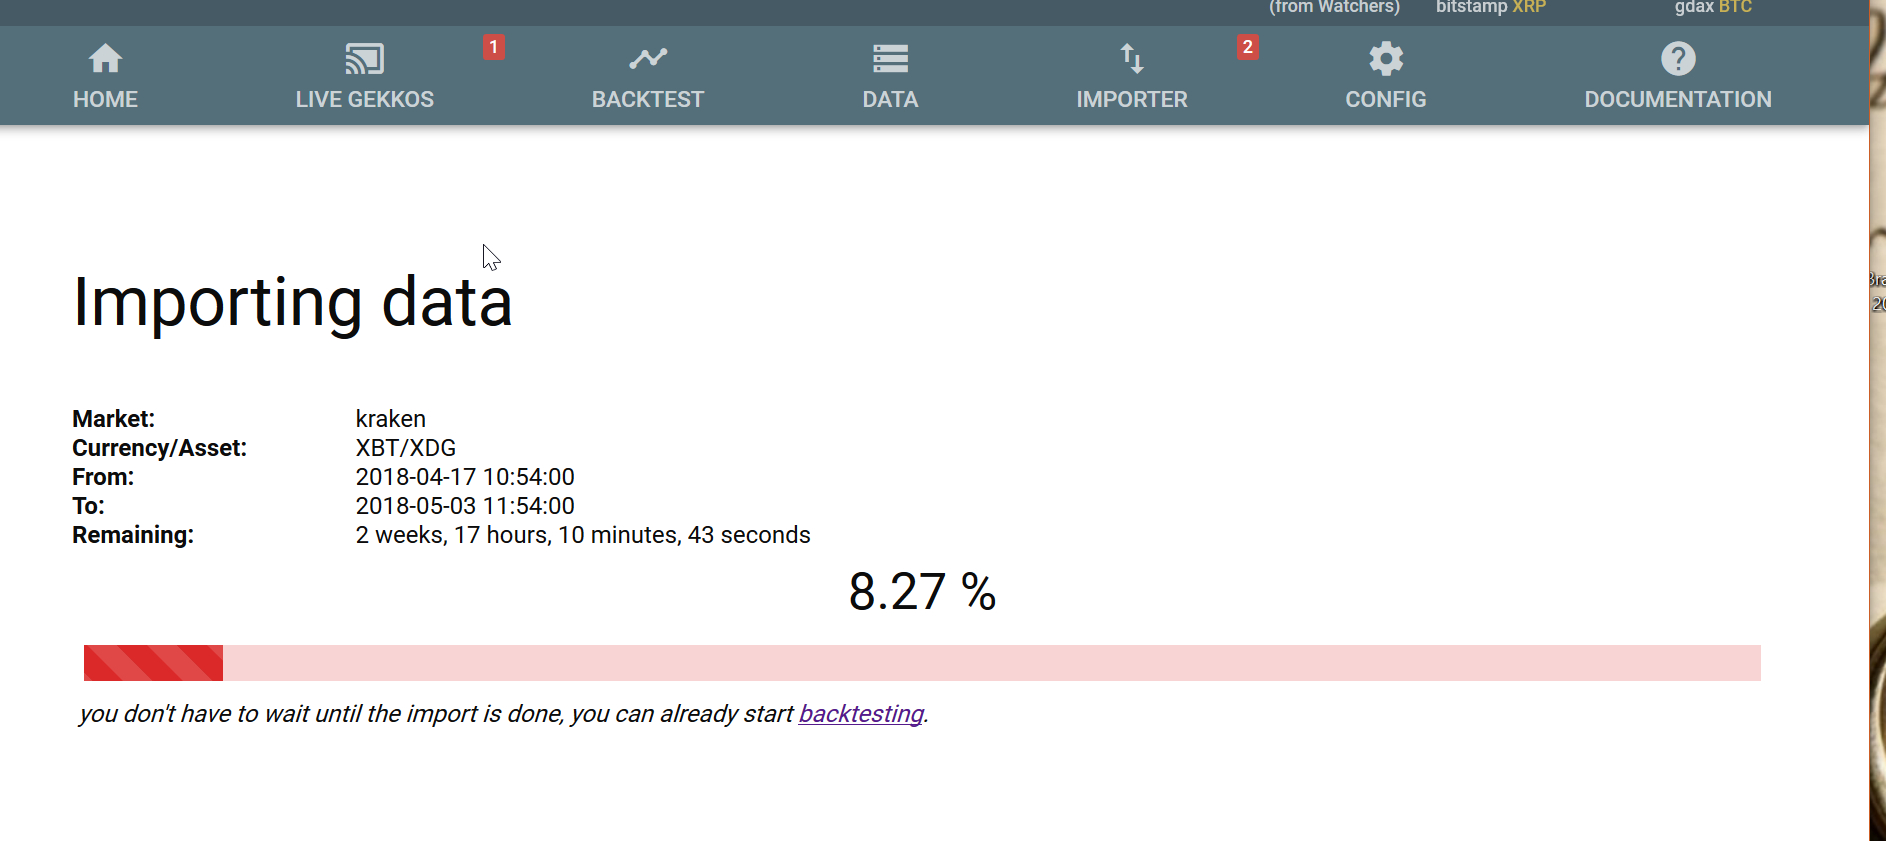 (from Watchers) bitstamp XRP gdax BTC
1 2
HOME LIVE GEKKOS BACKTEST DATA IMPORTER CONFIG DOCUMENTATION
Importing data
Market: kraken
Currency/Asset: XBT/XDG
From: 2018-04-17 10:54:00
To: 2018-05-03 11:54:00
Remaining: 2 weeks, 17 hours, 10 minutes, 43 seconds
8.27 %
you don't have to wait until the import is done, you can already start backtesting.